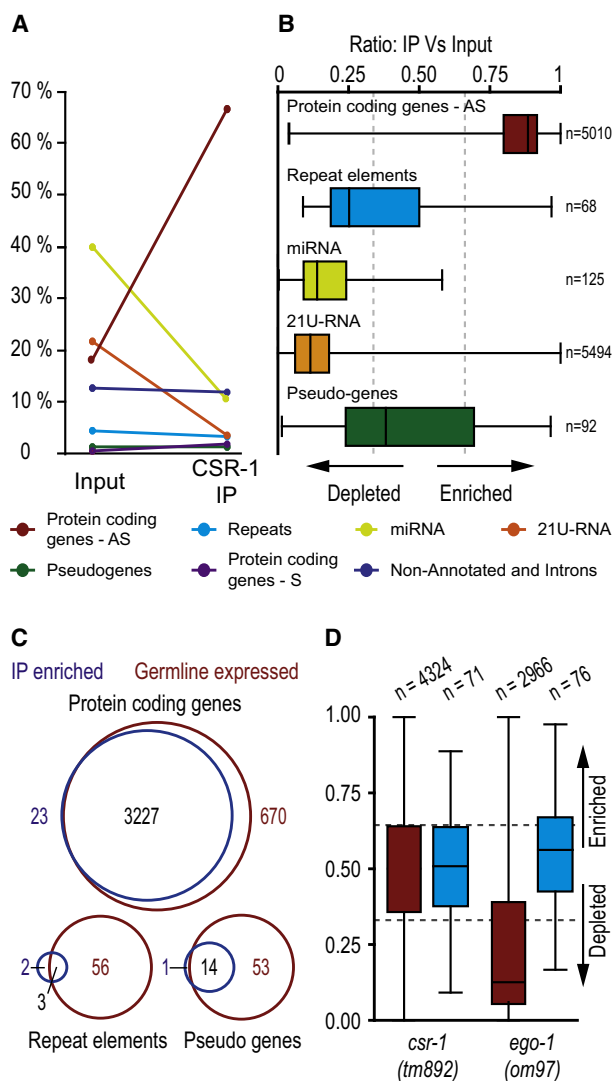 A
70 %
60 %
50 %
40 %
30 %
20 %
10 %
0
Input
CSR-1
IP
B
Ratio: IP Vs Input
0
0.25
0.50
0.75
1
Protein coding genes - AS
n=5010
Repeat elements
n=68
miRNA
n=125
21U-RNA
n=5494
Pseudo-genes
n=92
Depleted
Enriched
Protein coding
genes - AS
Repeats
miRNA
21U-RNA
Pseudogenes
Protein coding
genes - S
Non-Annotated and Introns
C
IP enriched
Germline expressed
Protein coding genes
23
3227
670
2
3
56
1
14
53
Repeat elements
Pseudo genes
D
n = 4324
n = 71
n = 2966
n = 76
1.00
0.75
0.50
0.25
0.00
Enriched
Depleted
csr-1
(tm892)
ego-1
(om97)